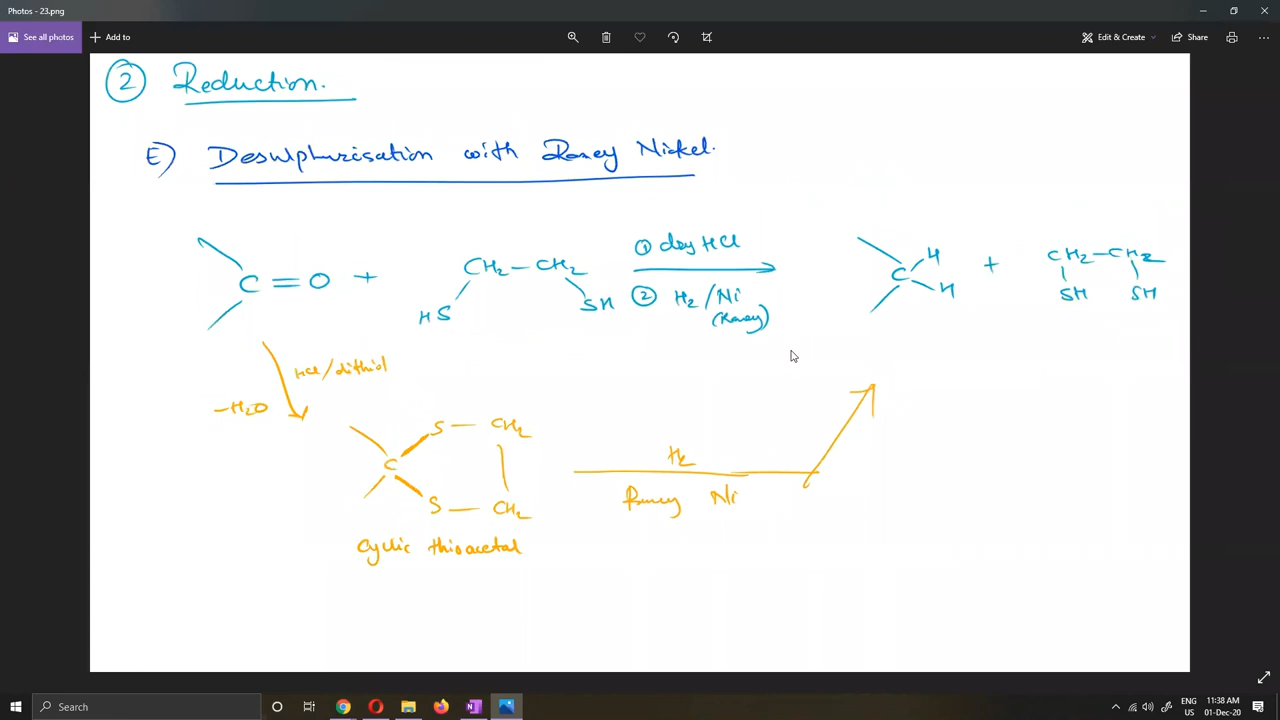 Photos - 23.png
See all photos
Add to
Edit & Create
Share
② Reduction.
E) Desulphurisation with Raney Nickel.
C = O + CH2 - CH2
HS SH
① dry HCl
② H2 / Ni
(Raney)
C H H + CH2 - CH2
SH SH
HCl / dithiol
- H2O
C S - CH2
S - CH2
H2
Raney Ni
cyclic thioacetal
Search
ENG
US
11:38 AM
01-Dec-20